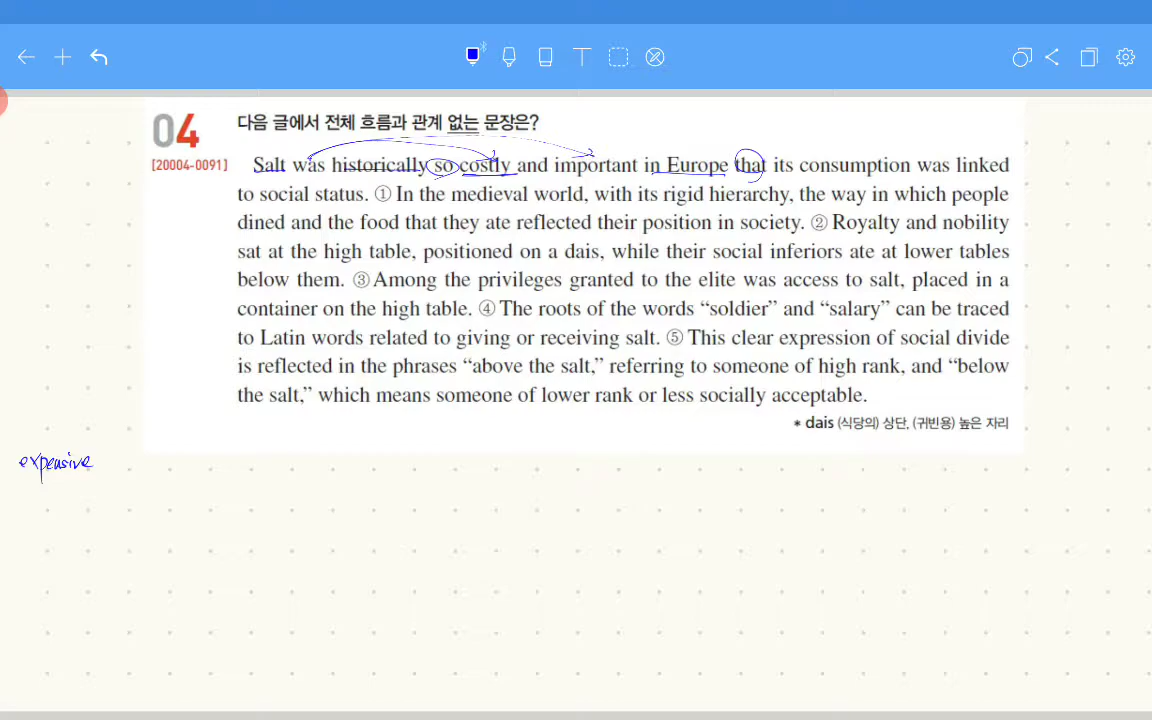 04 다음 글에서 전체 흐름과 관계 없는 문장은?
[20004-0091] Salt was historically so costly and important in Europe that its consumption was linked
to social status. ① In the medieval world, with its rigid hierarchy, the way in which people
dined and the food that they ate reflected their position in society. ② Royalty and nobility
sat at the high table, positioned on a dais, while their social inferiors ate at lower tables
below them. ③ Among the privileges granted to the elite was access to salt, placed in a
container on the high table. ④ The roots of the words “soldier” and “salary” can be traced
to Latin words related to giving or receiving salt. ⑤ This clear expression of social divide
is reflected in the phrases “above the salt,” referring to someone of high rank, and “below
the salt,” which means someone of lower rank or less socially acceptable.
* dais (식당의) 상단, (귀빈용) 높은 자리
expensive